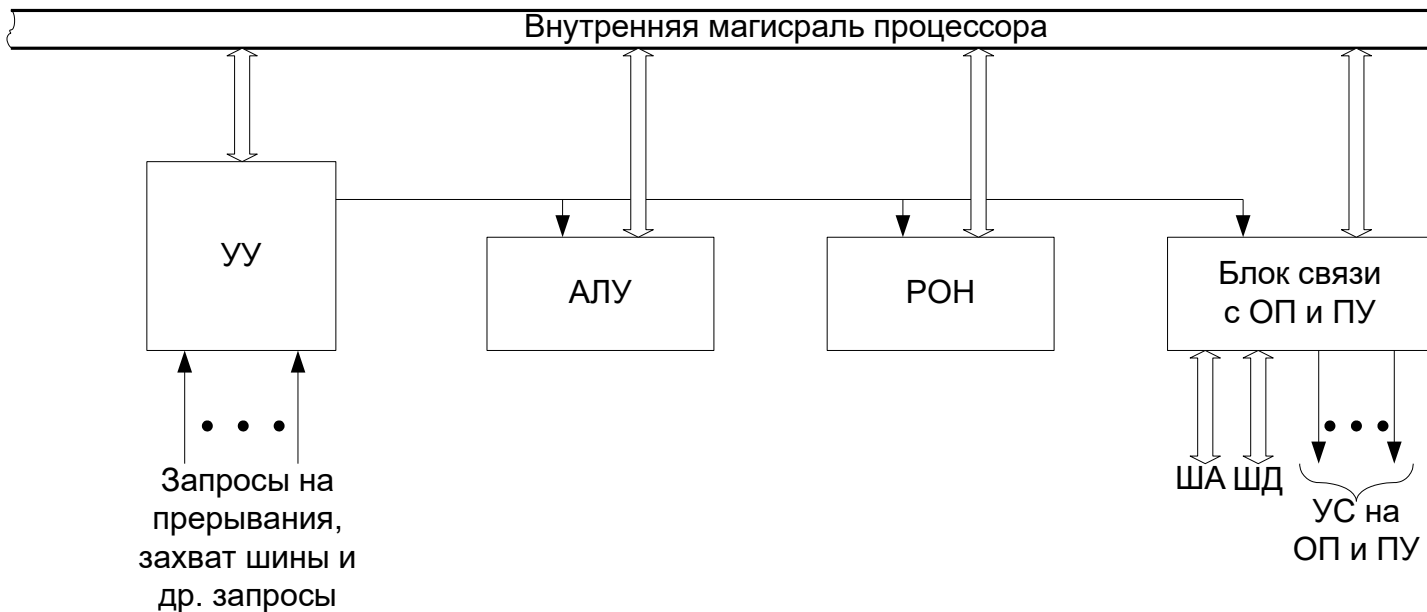 Внутренняя магисраль процессора
УУ
АЛУ
РОН
Блок связи
с ОП и ПУ
Запросы на
прерывания,
захват шины и
др. запросы
ША
ШД
УС на
ОП и ПУ